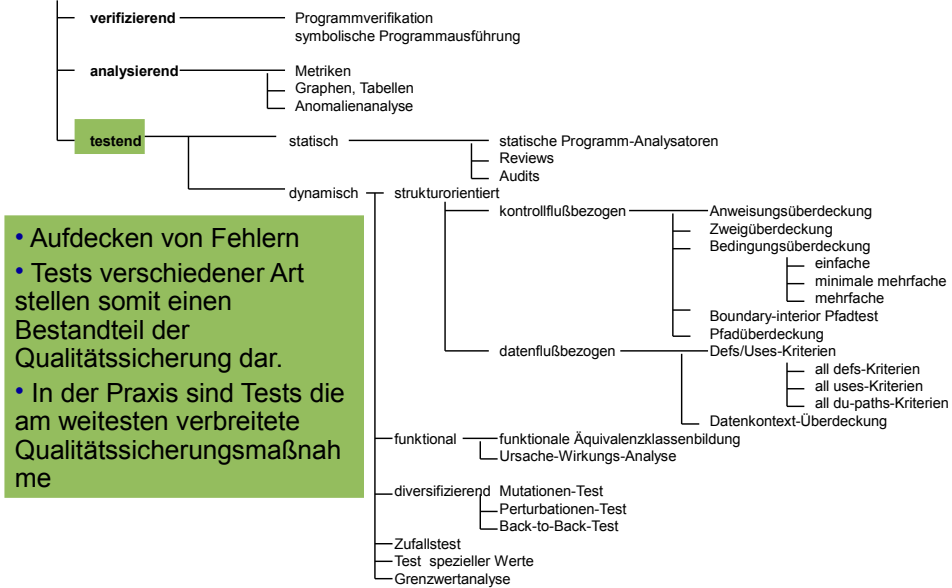 verifizierend Programmverifikation
symbolische Programmausführung
analysierend Metriken
Graphen, Tabellen
Anomalienanalyse
testend statisch statische Programm-Analysatoren
Reviews
Audits
dynamisch strukturorientiert
kontrollflußbezogen Anweisungsüberdeckung
Zweigüberdeckung
Bedingungsüberdeckung
einfache
minimale mehrfache
mehrfache
Boundary-interior Pfadtest
Pfadüberdeckung
datenflußbezogen Defs/Uses-Kriterien
all defs-Kriterien
all uses-Kriterien
all du-paths-Kriterien
Datenkontext-Überdeckung
funktional funktionale Äquivalenzklassenbildung
Ursache-Wirkungs-Analyse
diversifizierend Mutationen-Test
Perturbationen-Test
Back-to-Back-Test
Zufallstest
Test spezieller Werte
Grenzwertanalyse
• Aufdecken von Fehlern
• Tests verschiedener Art
stellen somit einen
Bestandteil der
Qualitätssicherung dar.
• In der Praxis sind Tests die
am weitesten verbreitete
Qualitätssicherungsmaßnah
me